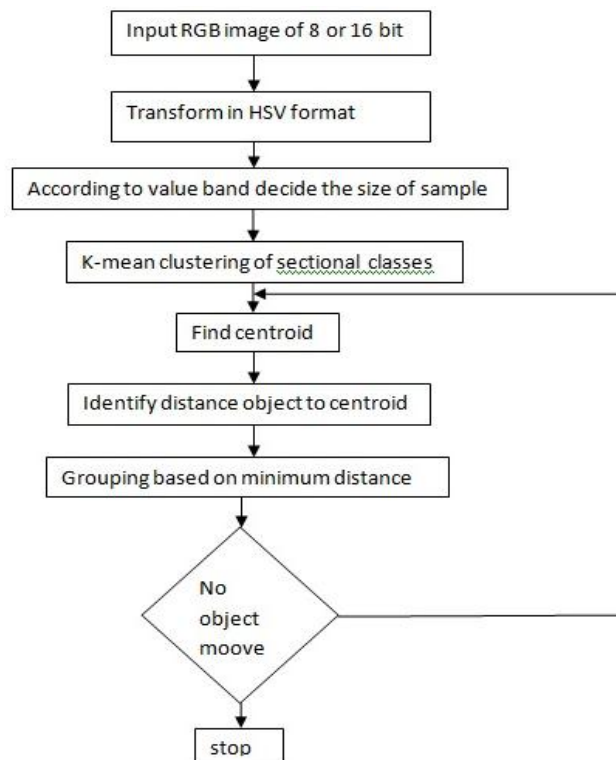 Input RGB image of 8 or 16 bit
Transform in HSV format
According to value band decide the size of sample
K-mean clustering of sectional classes
Find centroid
Identify distance object to centroid
Grouping based on minimum distance
No
object
moove
stop